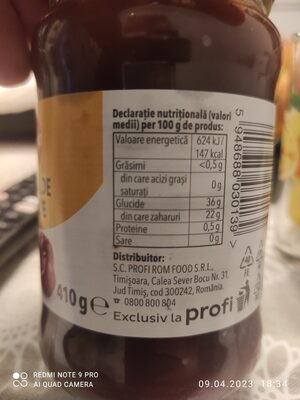 Declarație nutrițională (valori
medii) per 100 g de produs:
Valoare energetică 624 kJ/
147 kcal
Grăsimi <0,5 g
din care acizi grași
saturați 0 g
Glucide 36 g
din care zaharuri 22 g
Proteine 0,5 g
Sare 0 g
Distribuitor:
S.C. PROFI ROM FOOD S.R.L.,
Timișoara, Calea Sever Bocu Nr. 31,
Jud Timiș, cod 300242, România.
☎ 0800 800 804
410 g e
Exclusiv la profi
5 948688 030139 >
REDMI NOTE 9 PRO
AI QUAD CAMERA
09.04.2023 18:34